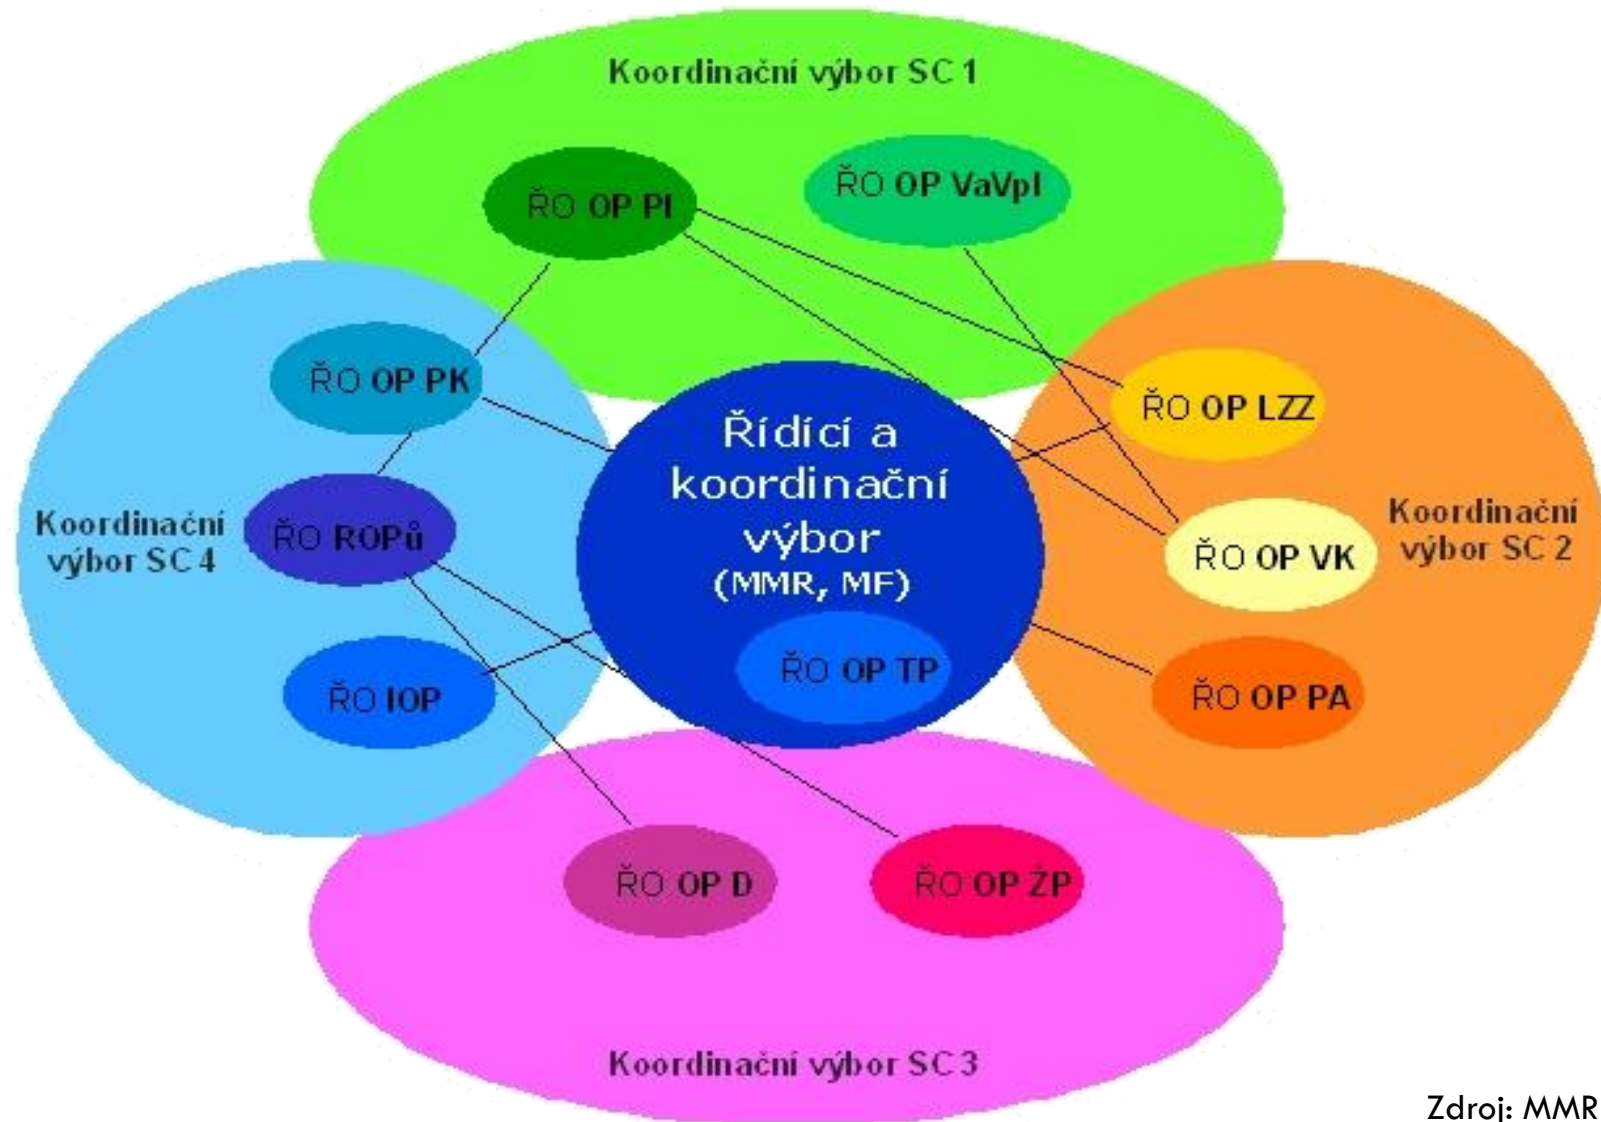 Koordinační výbor SC 1
ŘO OP PI
ŘO OP VaVpI
ŘO OP PK
ŘO ROPů
ŘO IOP
Koordinační
výbor SC 4
Řídící a
koordinační
výbor
(MMR, MF)
ŘO OP TP
ŘO OP LZZ
ŘO OP VK
ŘO OP PA
Koordinační
výbor SC 2
ŘO OP D
ŘO OP ŽP
Koordinační výbor SC 3
Zdroj: MMR